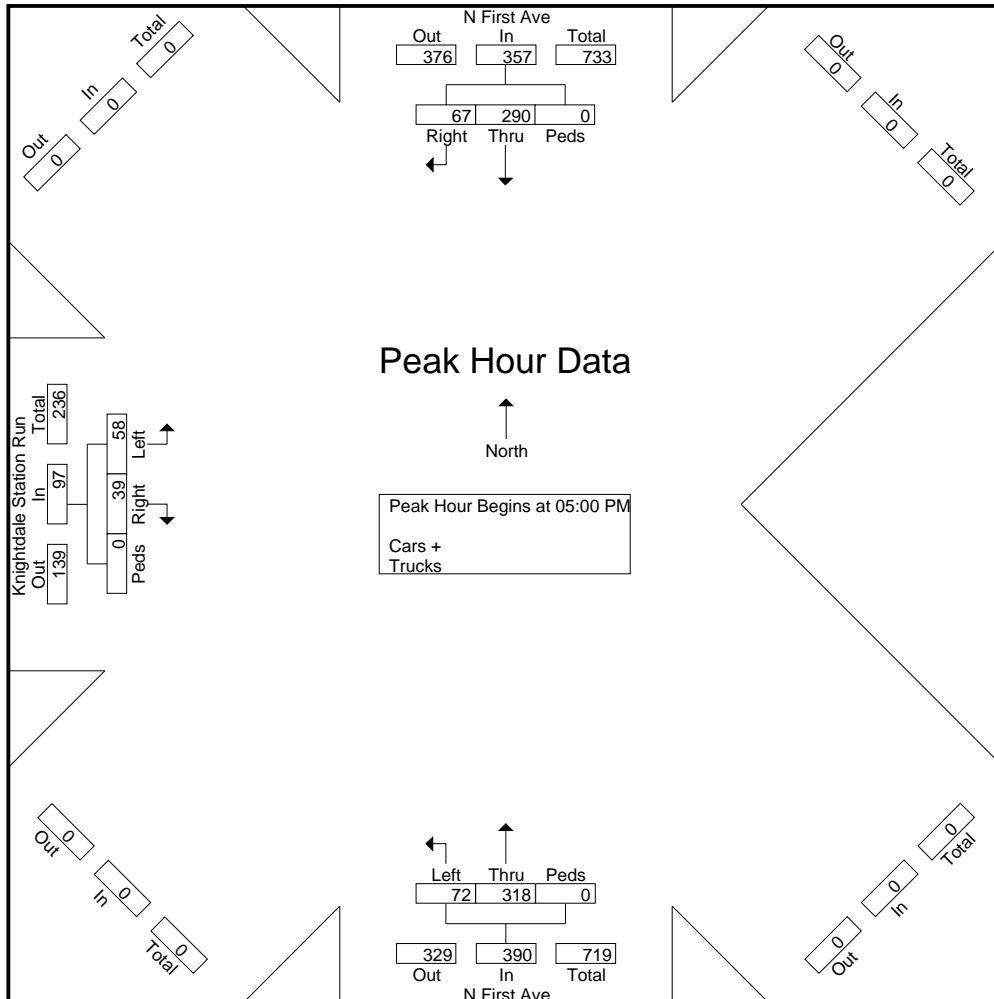 N First Ave
Out In Total
376 357 733
67 290 0
Right Thru Peds
Total
0
In
0
Out
0
Out
0
In
0
Total
0
Peak Hour Data
North
Peak Hour Begins at 05:00 PM
Cars +
Trucks
Knightdale Station Run
Out In Total
139 97 236
0 39 58
Peds Right Left
0
Out
0
In
0
Total
0
Total
0
In
0
Out
Left Thru Peds
72 318 0
329 390 719
Out In Total
N First Ave